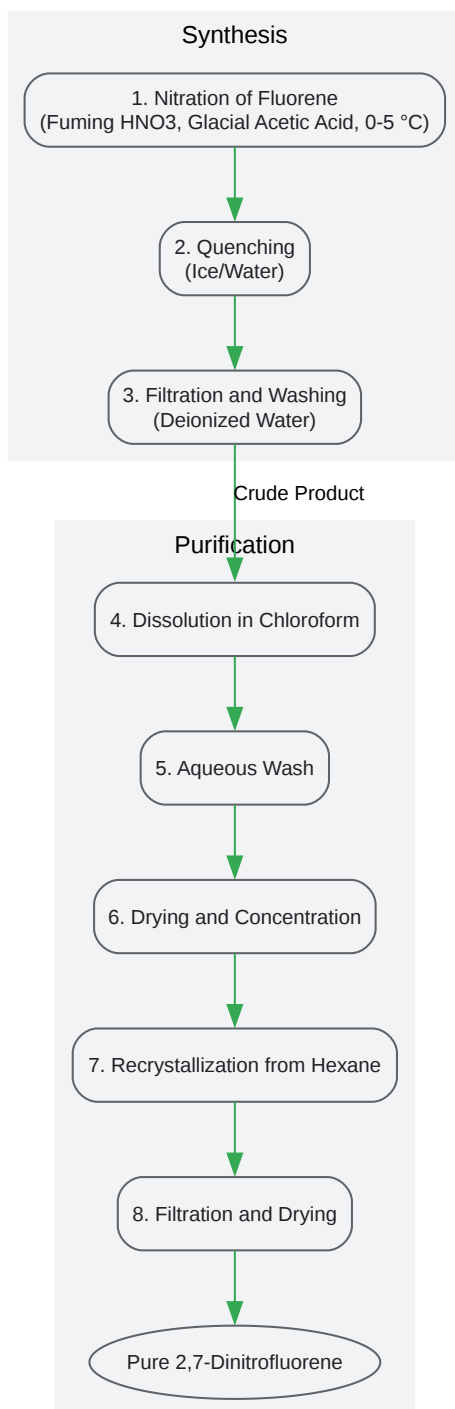 Synthesis
1. Nitration of Fluorene
(Fuming HNO3, Glacial Acetic Acid, 0-5 °C)
2. Quenching
(Ice/Water)
3. Filtration and Washing
(Deionized Water)
Crude Product
Purification
4. Dissolution in Chloroform
5. Aqueous Wash
6. Drying and Concentration
7. Recrystallization from Hexane
8. Filtration and Drying
Pure 2,7-Dinitrofluorene